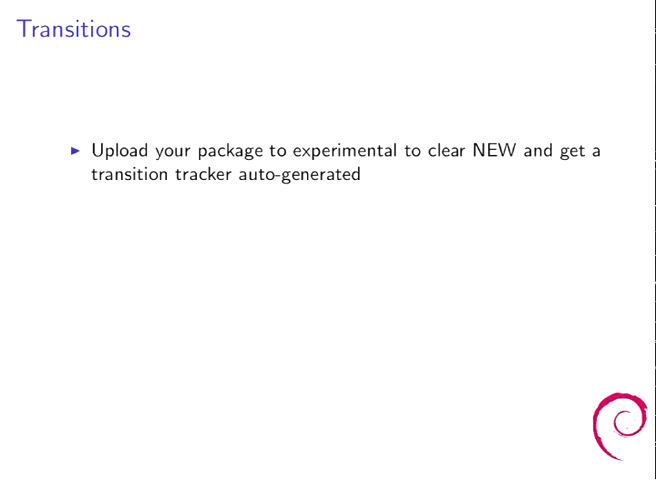 Transitions
Upload your package to experimental to clear NEW and get a
transition tracker auto-generated